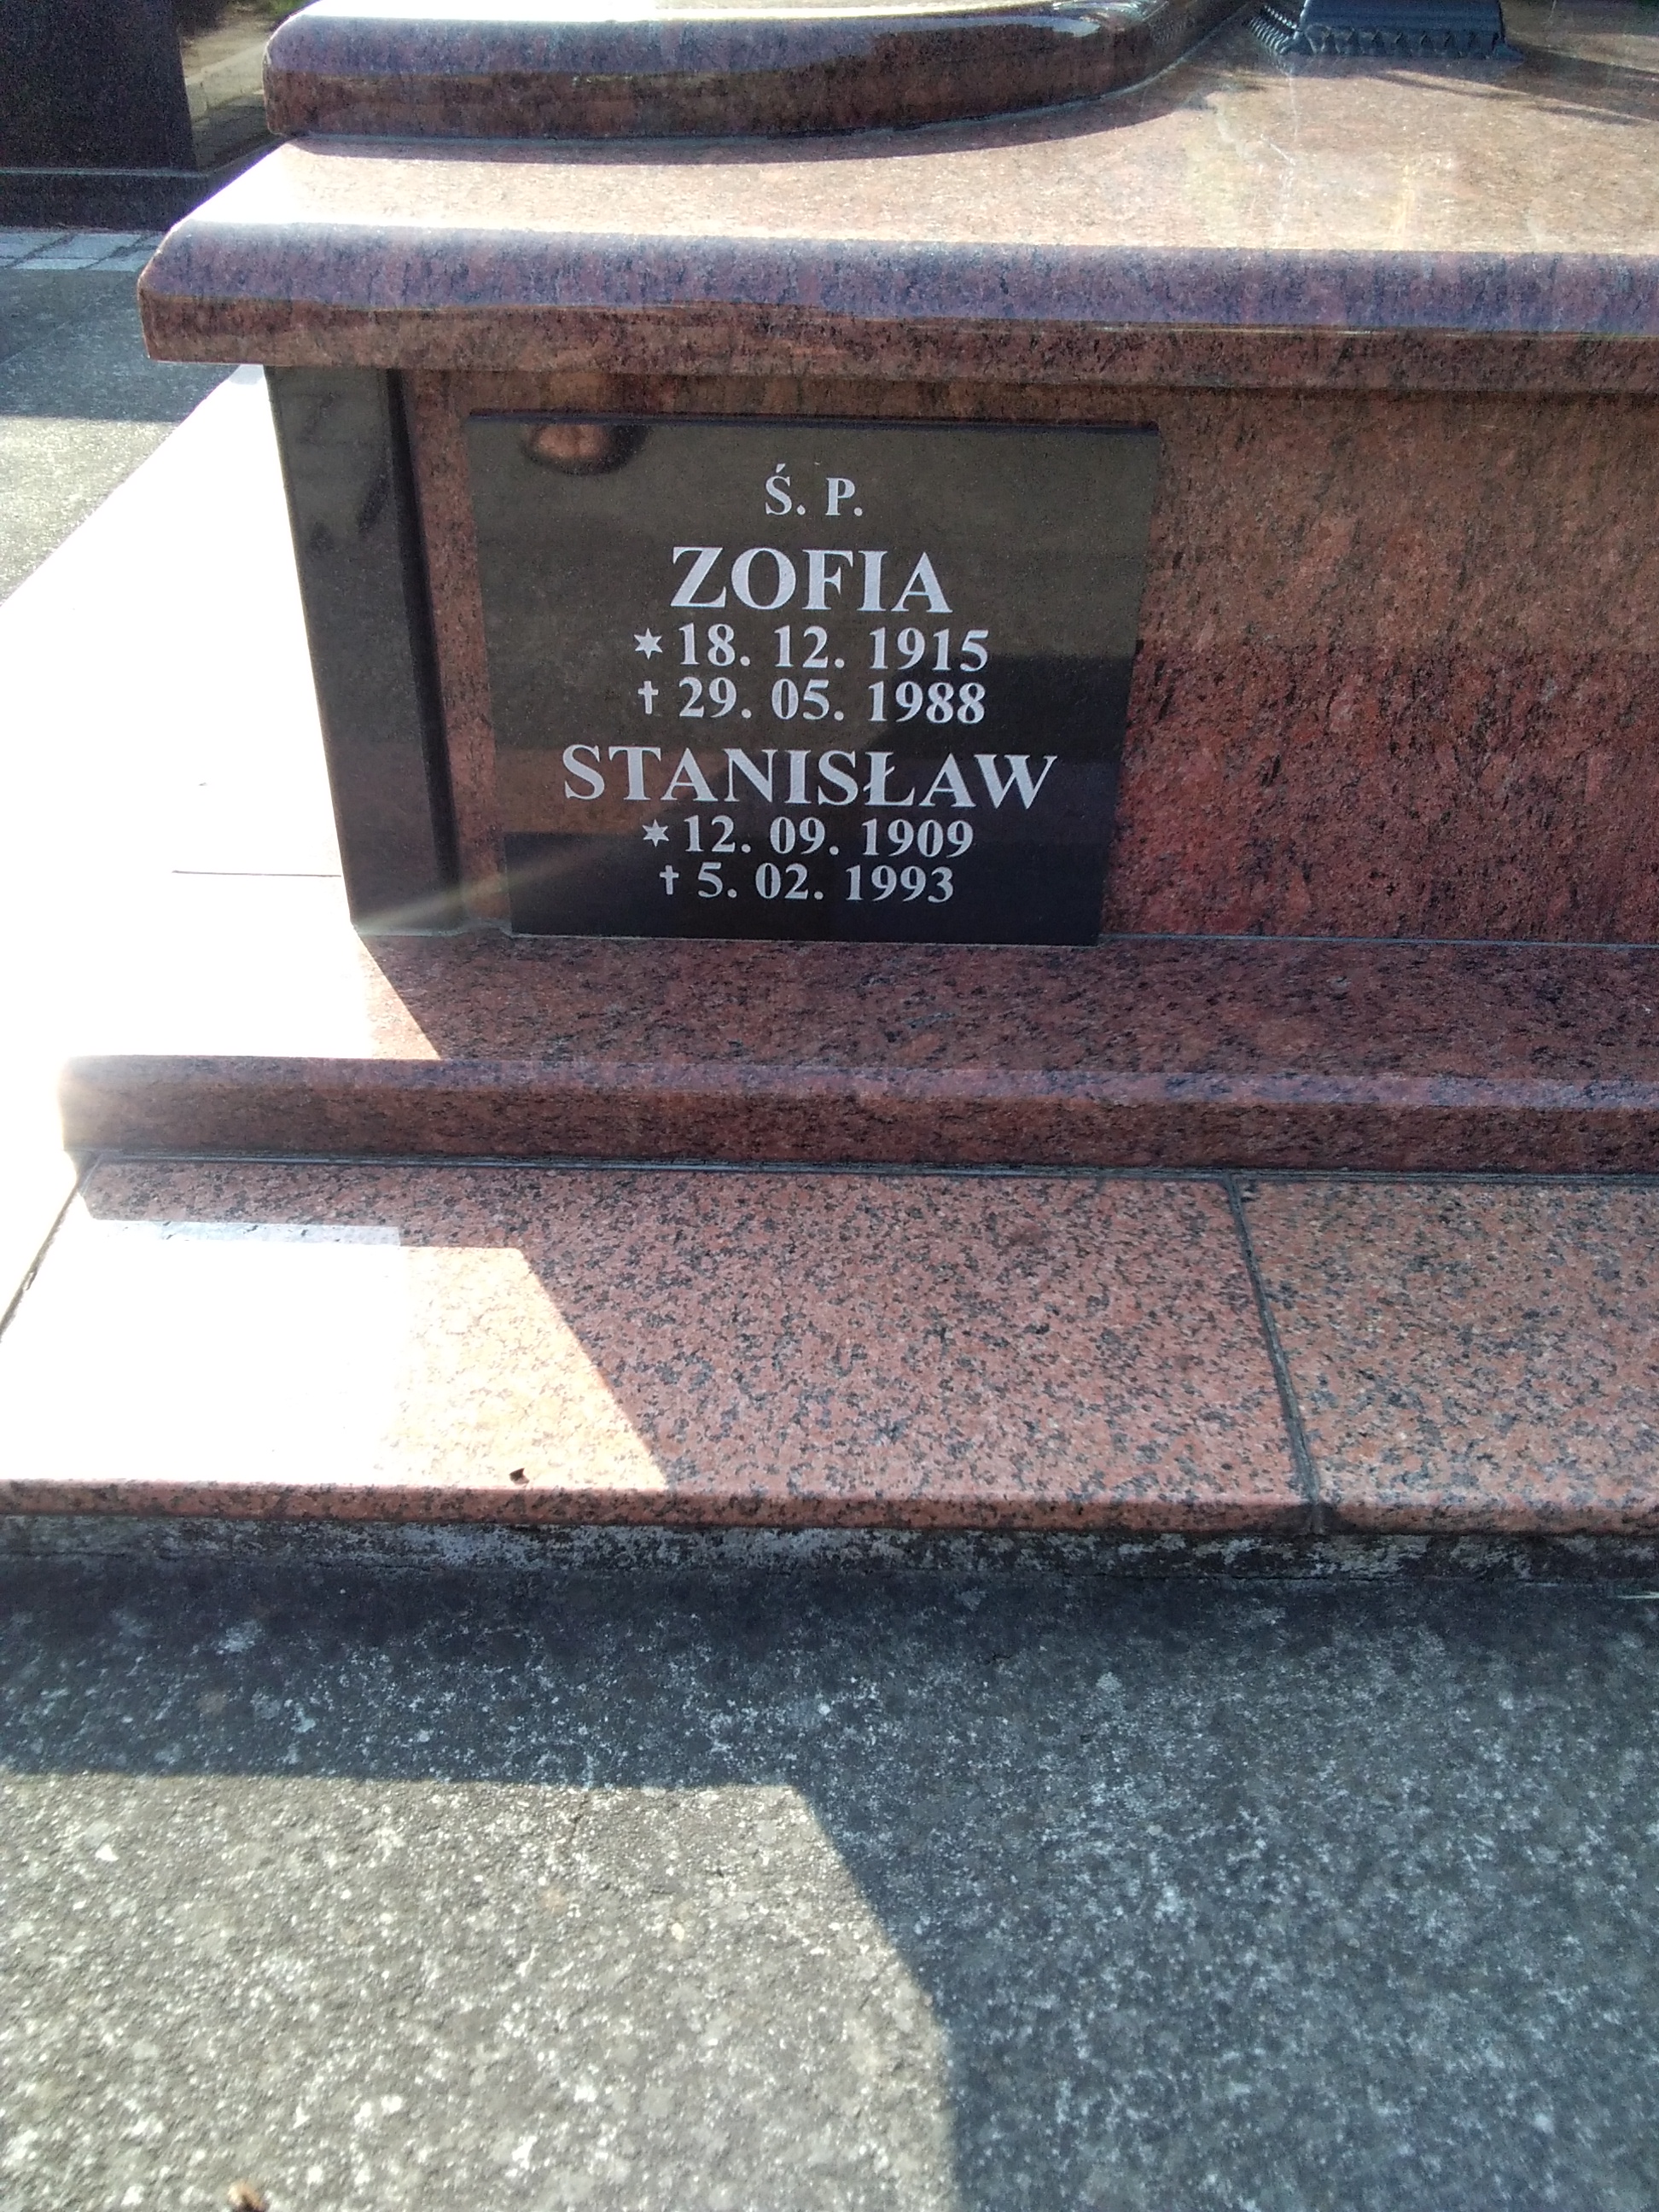 Ś. P.
ZOFIA
✶ 18. 12. 1915
† 29. 05. 1988
STANISŁAW
✶ 12. 09. 1909
† 5. 02. 1993